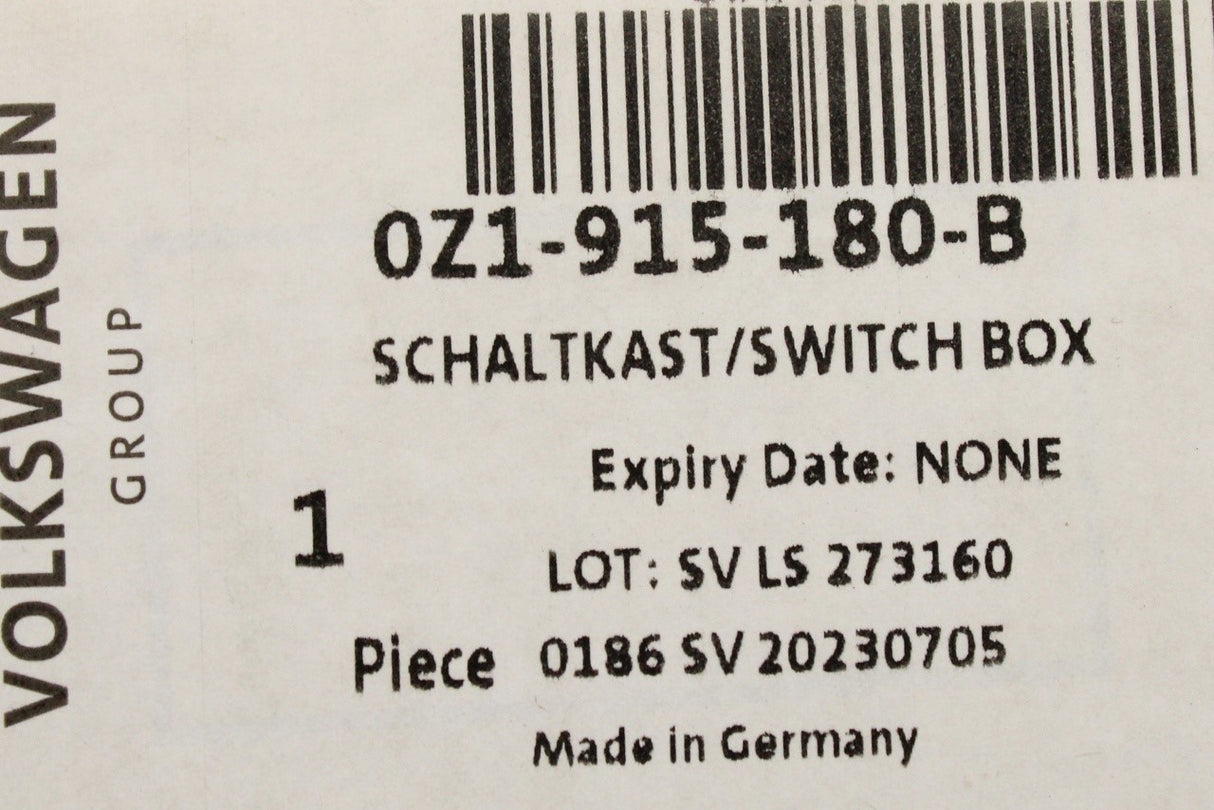 VOLKSWAGEN
GROUP
0Z1-915-180-B
SCHALTKAST/SWITCH BOX
Expiry Date: NONE
1
LOT: SV LS 273160
Piece 0186 SV 20230705
Made in Germany